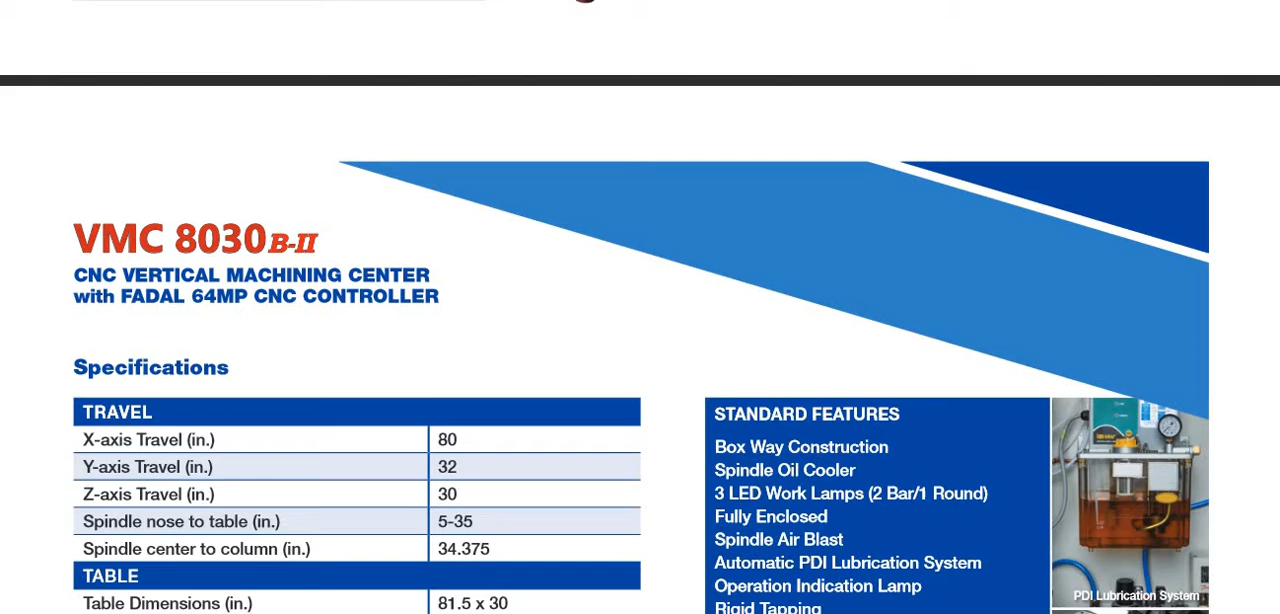 VMC 8030 B-II
CNC VERTICAL MACHINING CENTER
with FADAL 64MP CNC CONTROLLER
Specifications
TRAVEL
X-axis Travel (in.) 80
Y-axis Travel (in.) 32
Z-axis Travel (in.) 30
Spindle nose to table (in.) 5-35
Spindle center to column (in.) 34.375
TABLE
Table Dimensions (in.) 81.5 x 30
STANDARD FEATURES
Box Way Construction
Spindle Oil Cooler
3 LED Work Lamps (2 Bar/1 Round)
Fully Enclosed
Spindle Air Blast
Automatic PDI Lubrication System
Operation Indication Lamp
Rigid Tapping
PDI Lubrication System